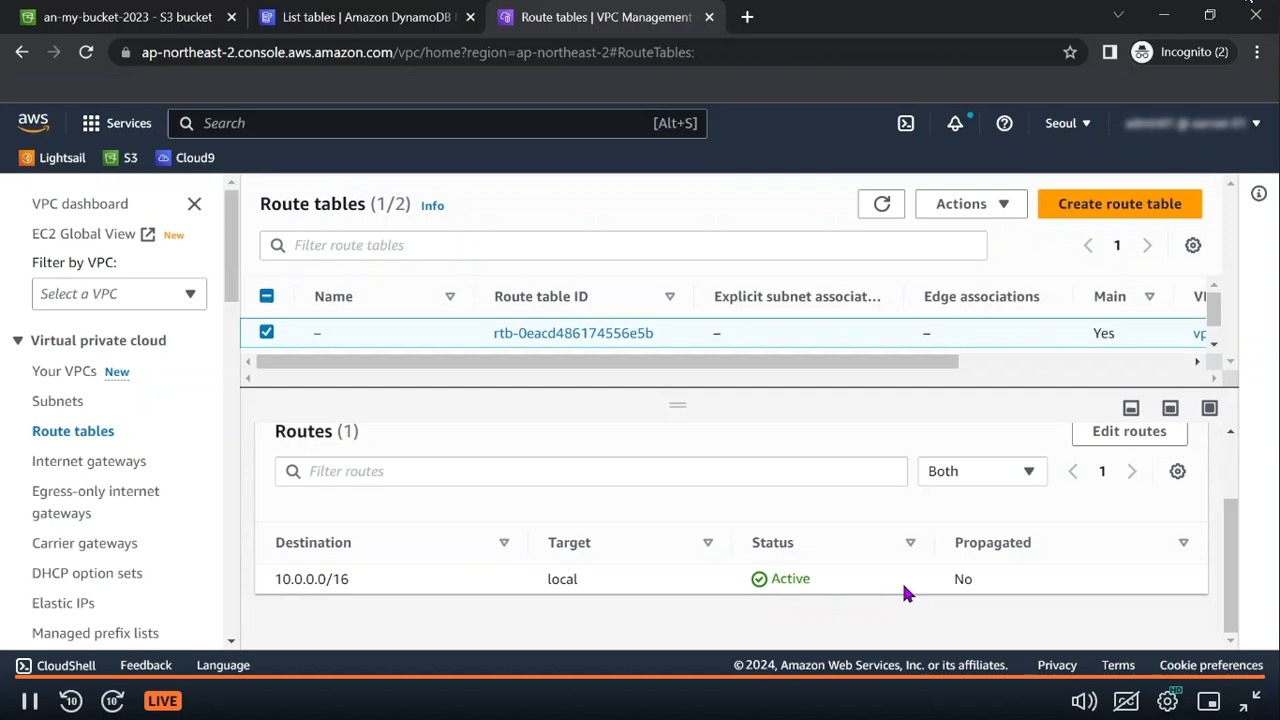 an-my-bucket-2023 - S3 bucket
List tables | Amazon DynamoDB
Route tables | VPC Management
ap-northeast-2.console.aws.amazon.com/vpc/home?region=ap-northeast-2#RouteTables:
Incognito (2)
aws
Services
Search
[Alt+S]
Seoul
Lightsail
S3
Cloud9
VPC dashboard
EC2 Global View
New
Filter by VPC:
Select a VPC
Virtual private cloud
Your VPCs
New
Subnets
Route tables
Internet gateways
Egress-only internet
gateways
Carrier gateways
DHCP option sets
Elastic IPs
Managed prefix lists
Route tables (1/2)
Info
Actions
Create route table
Filter route tables
1
Name
Route table ID
Explicit subnet associat...
Edge associations
Main
–
rtb-0eacd486174556e5b
–
–
Yes
vp
Routes (1)
Edit routes
Filter routes
Both
1
Destination
Target
Status
Propagated
10.0.0.0/16
local
Active
No
CloudShell
Feedback
Language
© 2024, Amazon Web Services, Inc. or its affiliates.
Privacy
Terms
Cookie preferences
10
10
LIVE
HD